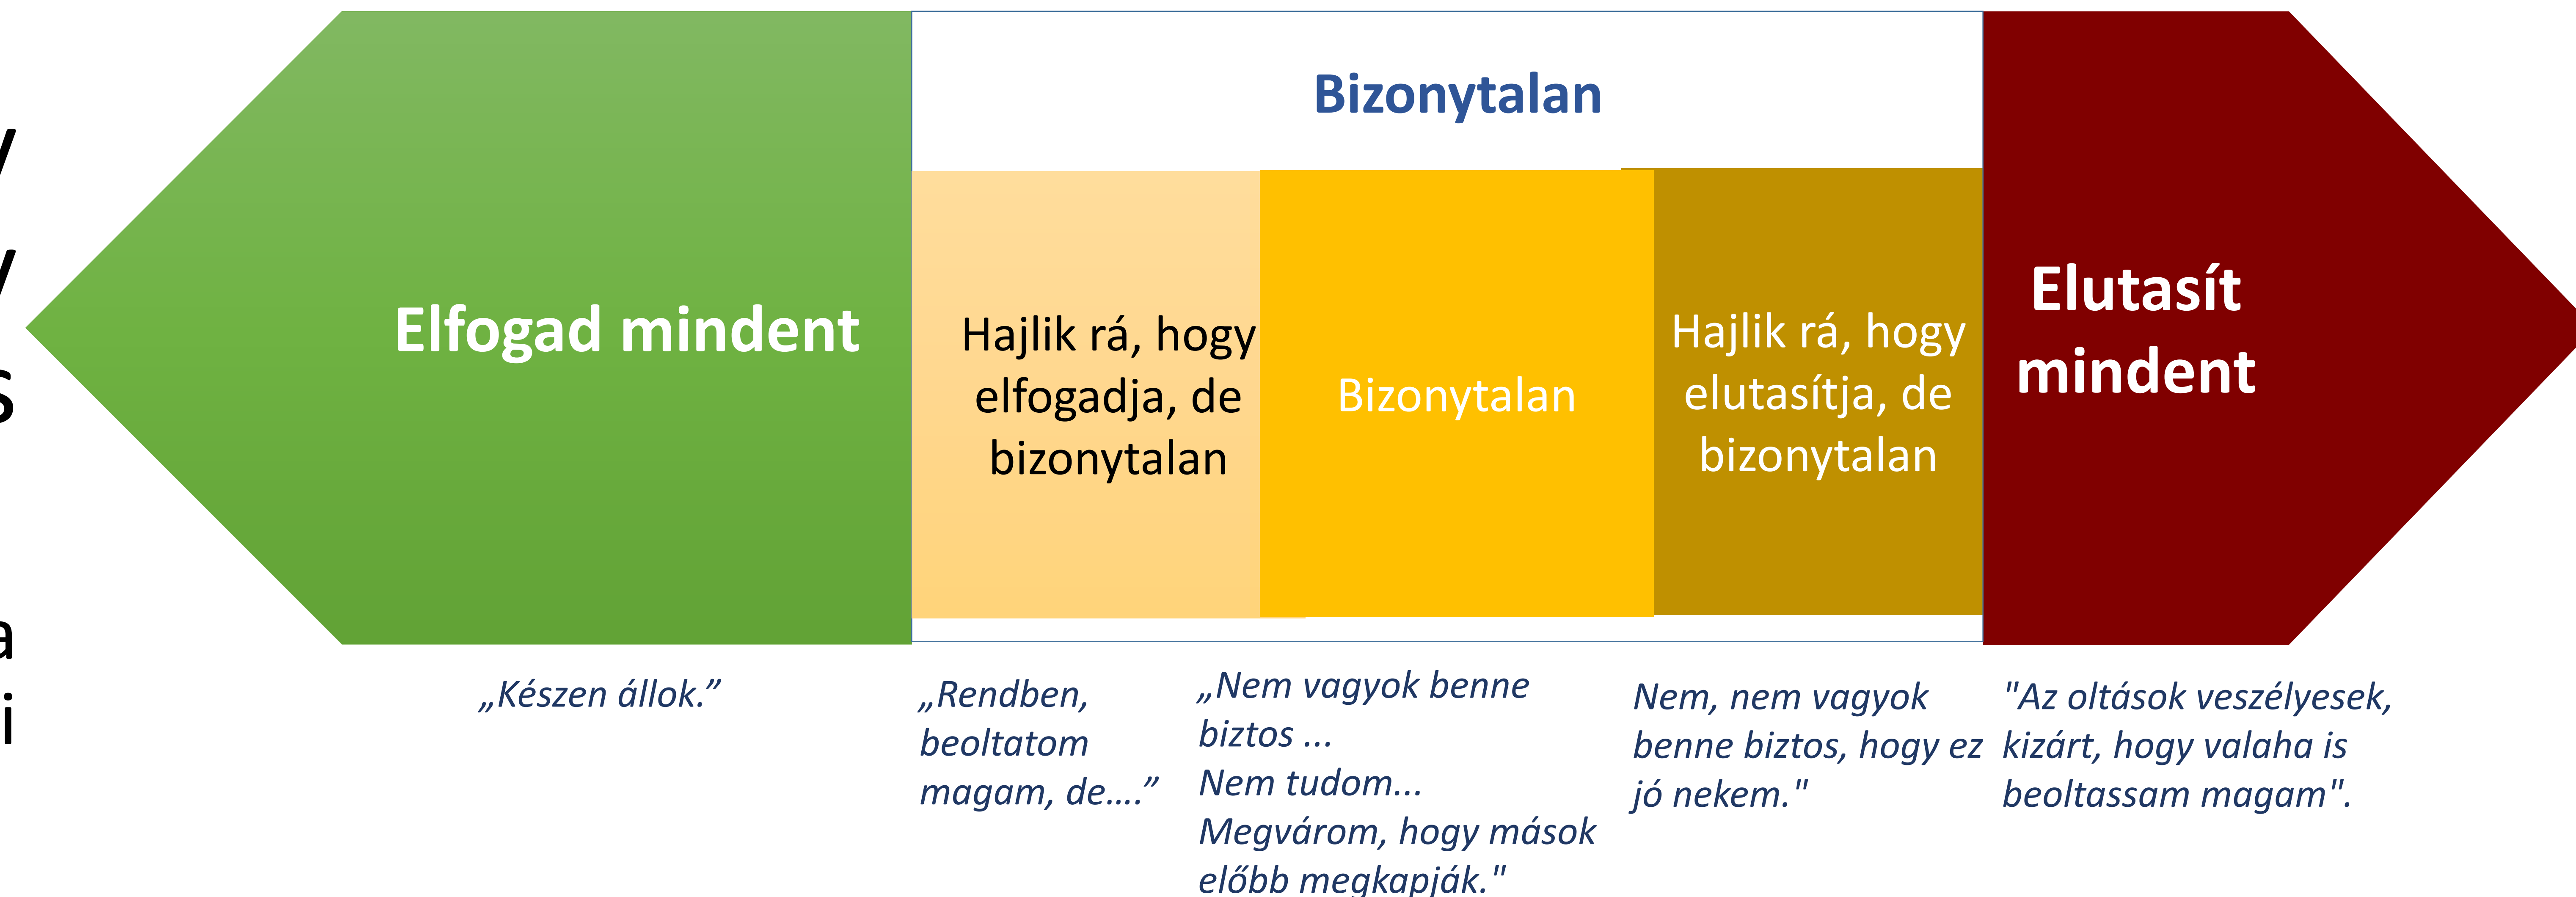 Bizonytalan
Elfogad mindent
Hajlik rá, hogy
elfogadja, de
bizonytalan
Bizonytalan
Hajlik rá, hogy
elutasítja, de
bizonytalan
Elutasít
mindent
„Készen állok.”
„Rendben,
beoltatom
magam, de….”
„Nem vagyok benne
biztos ...
Nem tudom...
Megvárom, hogy mások
előbb megkapják."
Nem, nem vagyok
benne biztos, hogy ez
jó nekem."
"Az oltások veszélyesek,
kizárt, hogy valaha is
beoltassam magam".